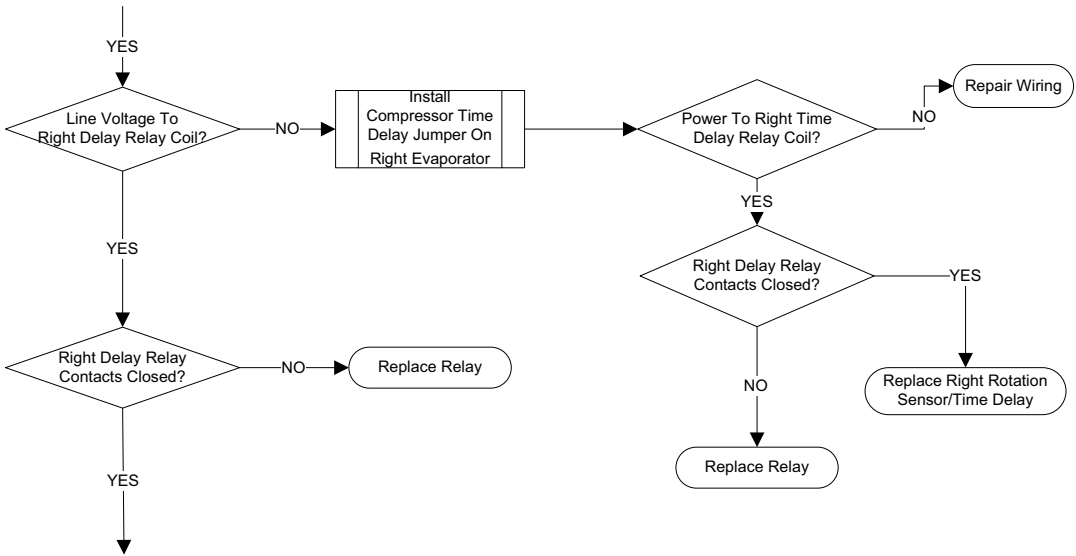 YES
Line Voltage To
Right Delay Relay Coil?
NO
Install
Compressor Time
Delay Jumper On
Right Evaporator
Power To Right Time
Delay Relay Coil?
NO
Repair Wiring
YES
Right Delay Relay
Contacts Closed?
YES
Replace Right Rotation
Sensor/Time Delay
NO
Replace Relay
YES
Right Delay Relay
Contacts Closed?
NO
Replace Relay
YES